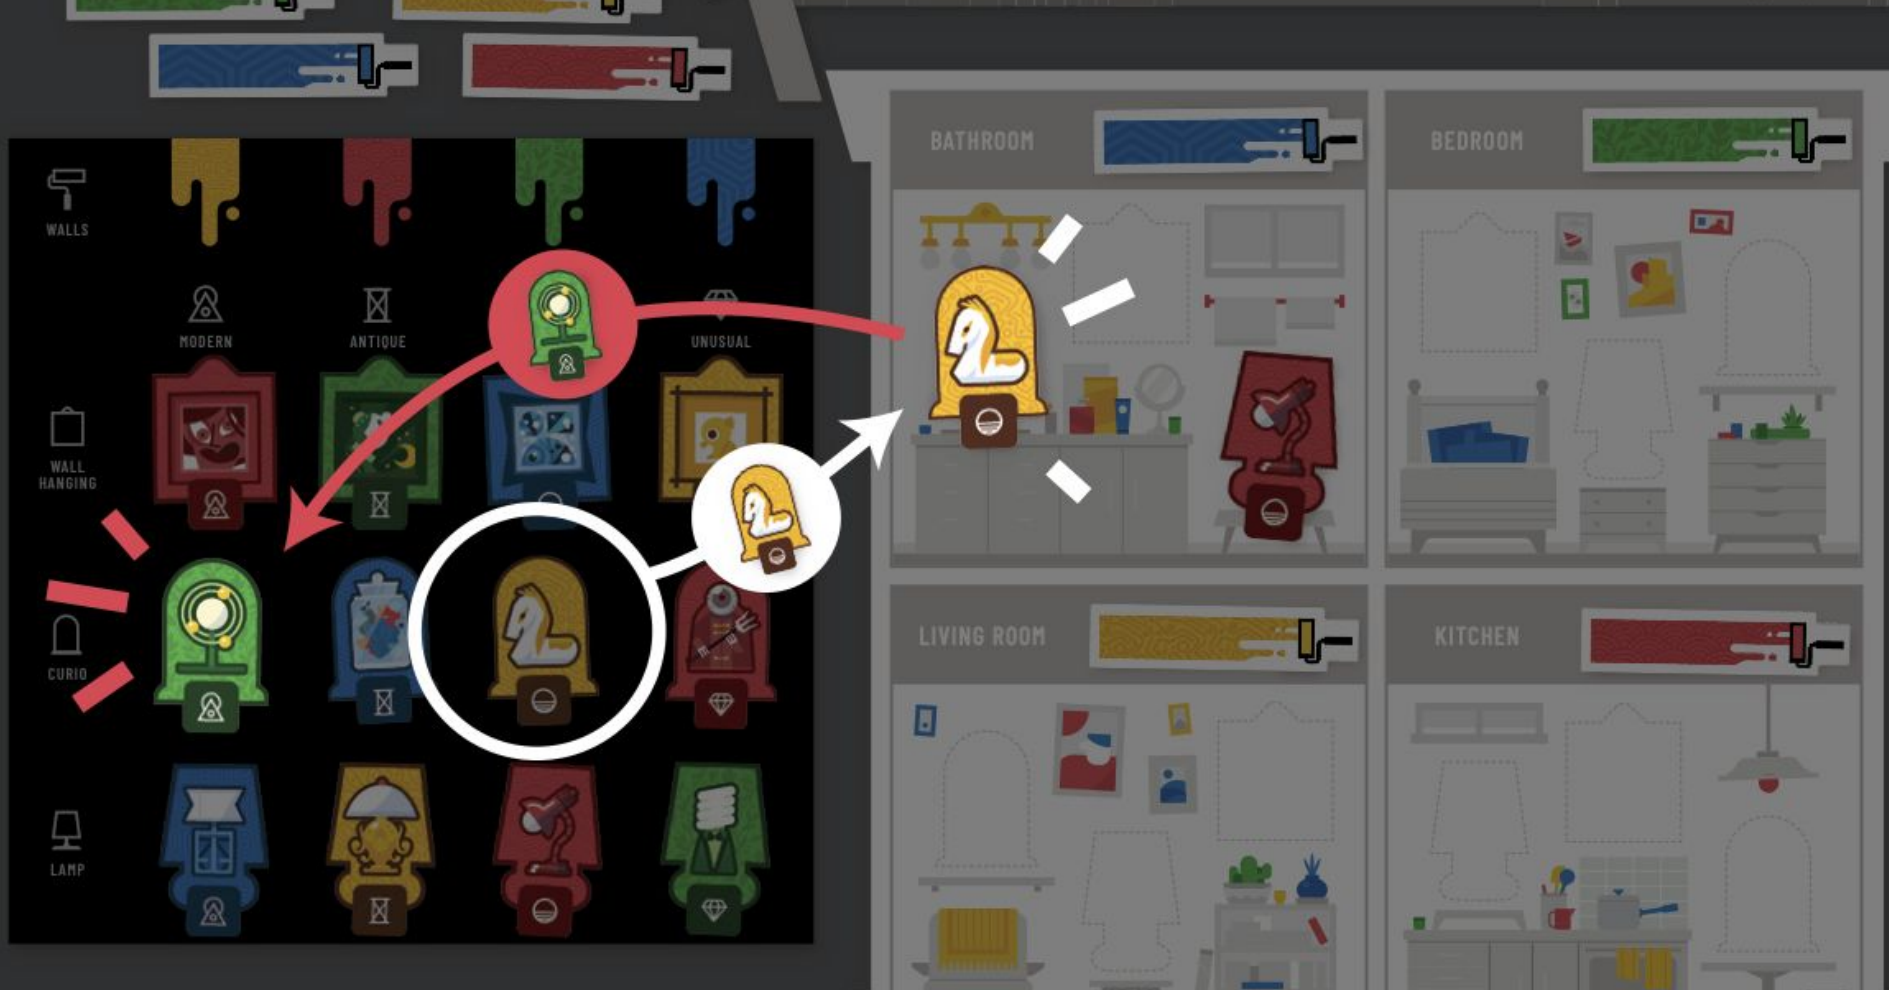 BATHROOM
BEDROOM
WALLS
MODERN
ANTIQUE
UNUSUAL
WALL
HANGING
CURIO
LIVING ROOM
KITCHEN
LAMP